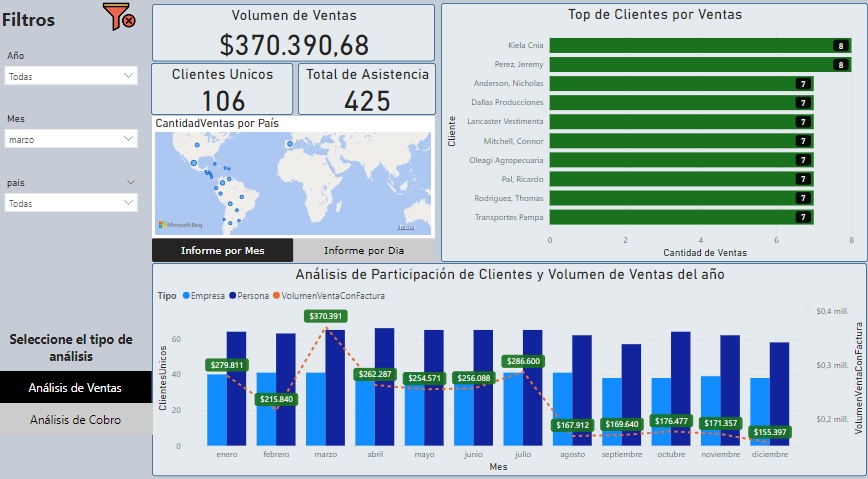 Filtros
Año
Todas
Mes
marzo
pais
Todas
Seleccione el tipo de
análisis
Análisis de Ventas
Análisis de Cobro
Volumen de Ventas
$370.390,68
Clientes Unicos
106
Total de Asistencia
425
CantidadVentas por País
Microsoft Bing
Informe por Mes
Informe por Dia
Top de Clientes por Ventas
Cliente
Kiela Cnia 8
Perez, Jeremy 8
Anderson, Nicholas 7
Dallas Producciones 7
Lancaster Vestimenta 7
Mitchell, Connor 7
Oleagi Agropecuaria 7
Pal, Ricardo 7
Rodríguez, Thomas 7
Transportes Pampa 7
0 2 4 6 8
Cantidad de Ventas
Análisis de Participación de Clientes y Volumen de Ventas del año
Tipo Empresa Persona VolumenVentaConFactura
ClientesUnicos
60
40
20
0
$279.811
$215.840
$370.391
$262.287
$254.571
$256.088
$286.600
$167.912
$169.640
$176.477
$171.357
$155.397
$0,4 mill.
$0,3 mill.
$0,2 mill.
VolumenVentaConFactura
enero febrero marzo abril mayo junio julio agosto septiembre octubre noviembre diciembre
Mes